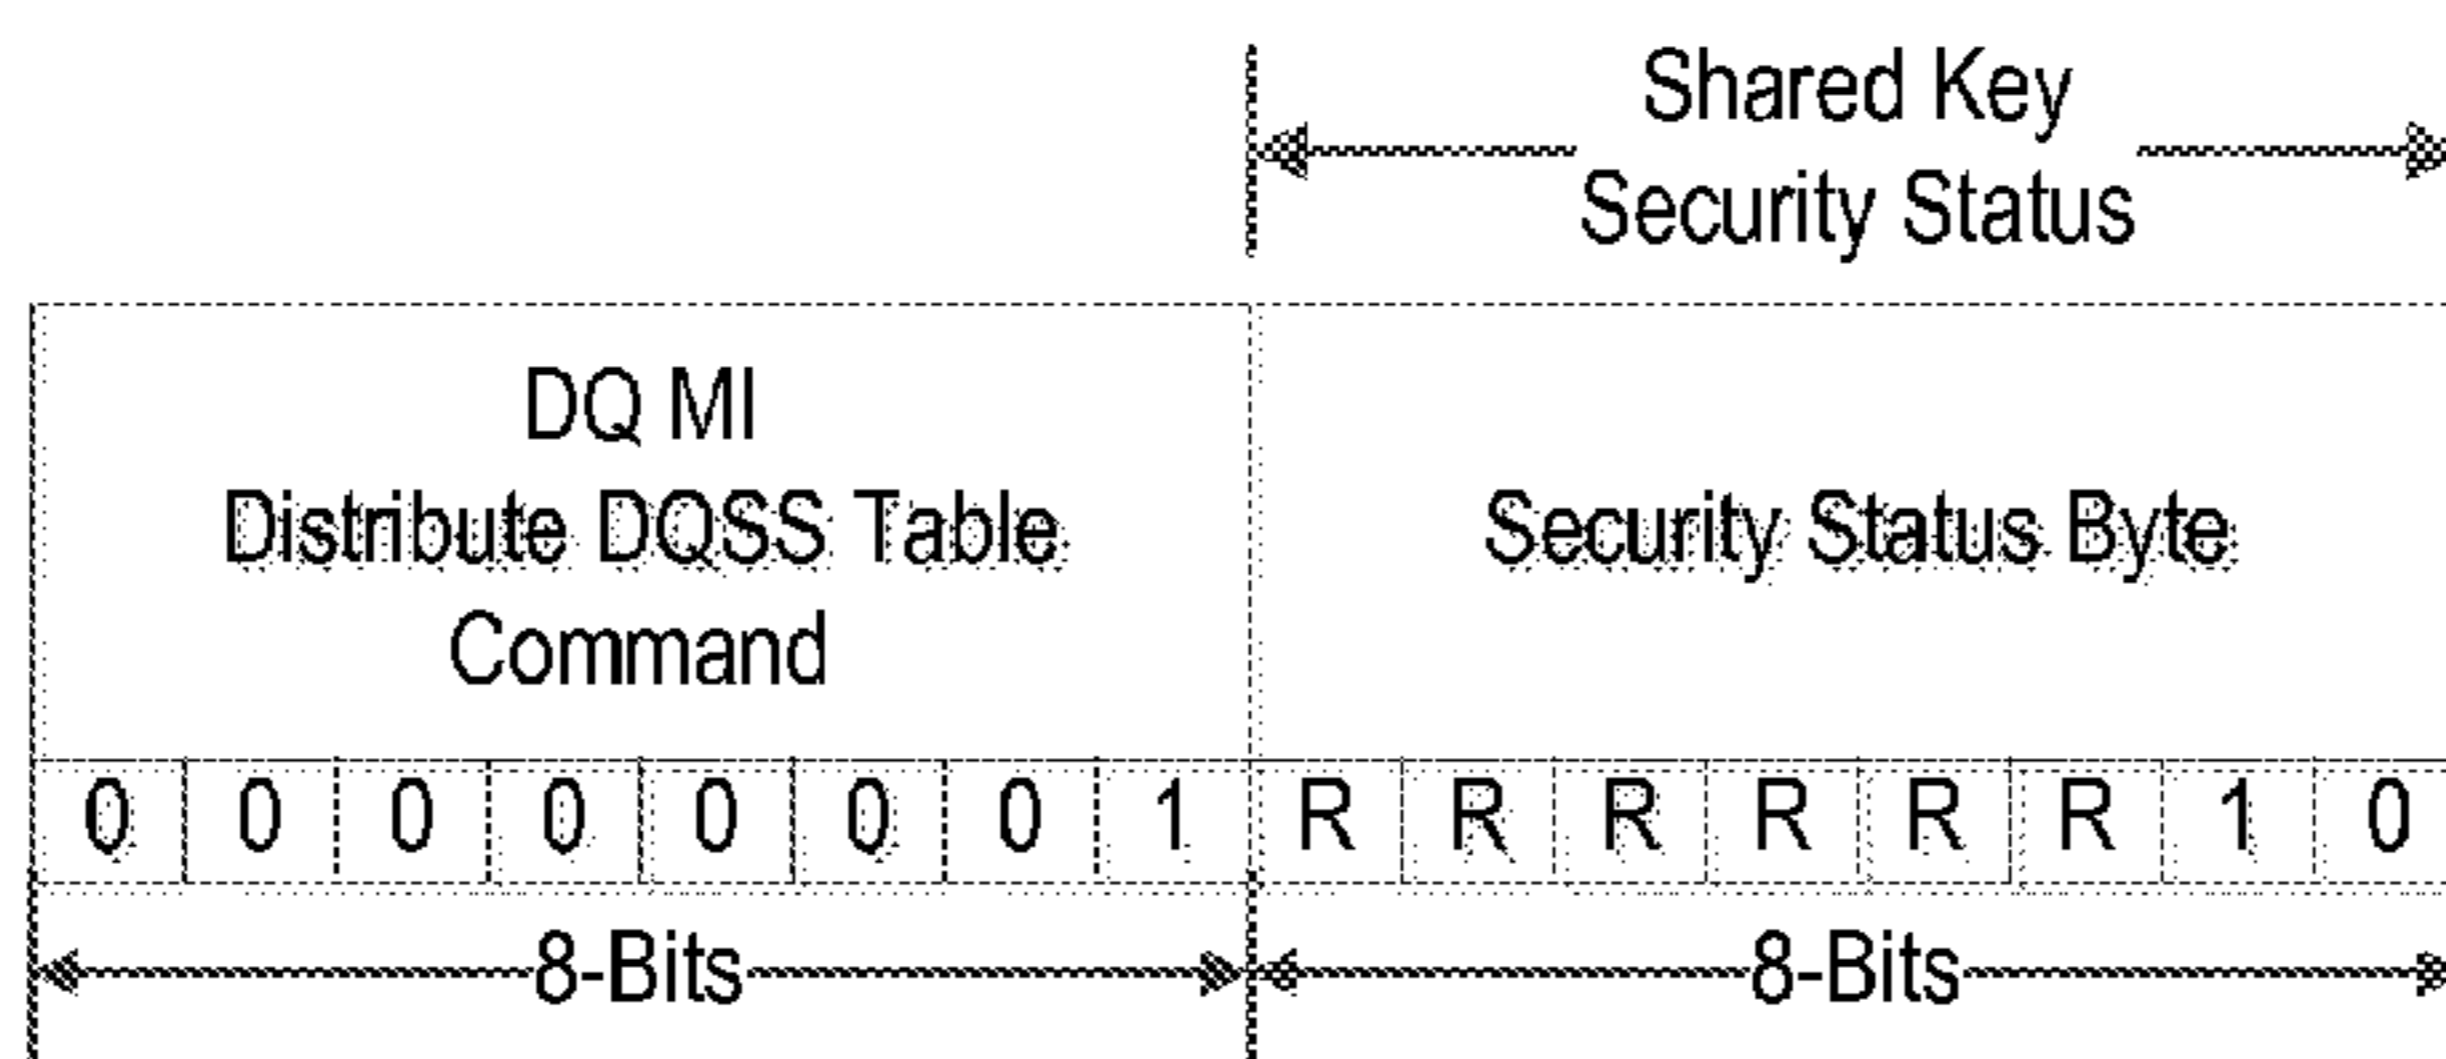 Shared Key
Security Status
DQ MI
Distribute DQSS Table
Command
Security Status Byte
0 0 0 0 0 0 0 1 R R R R R R 1 0
8-Bits 8-Bits